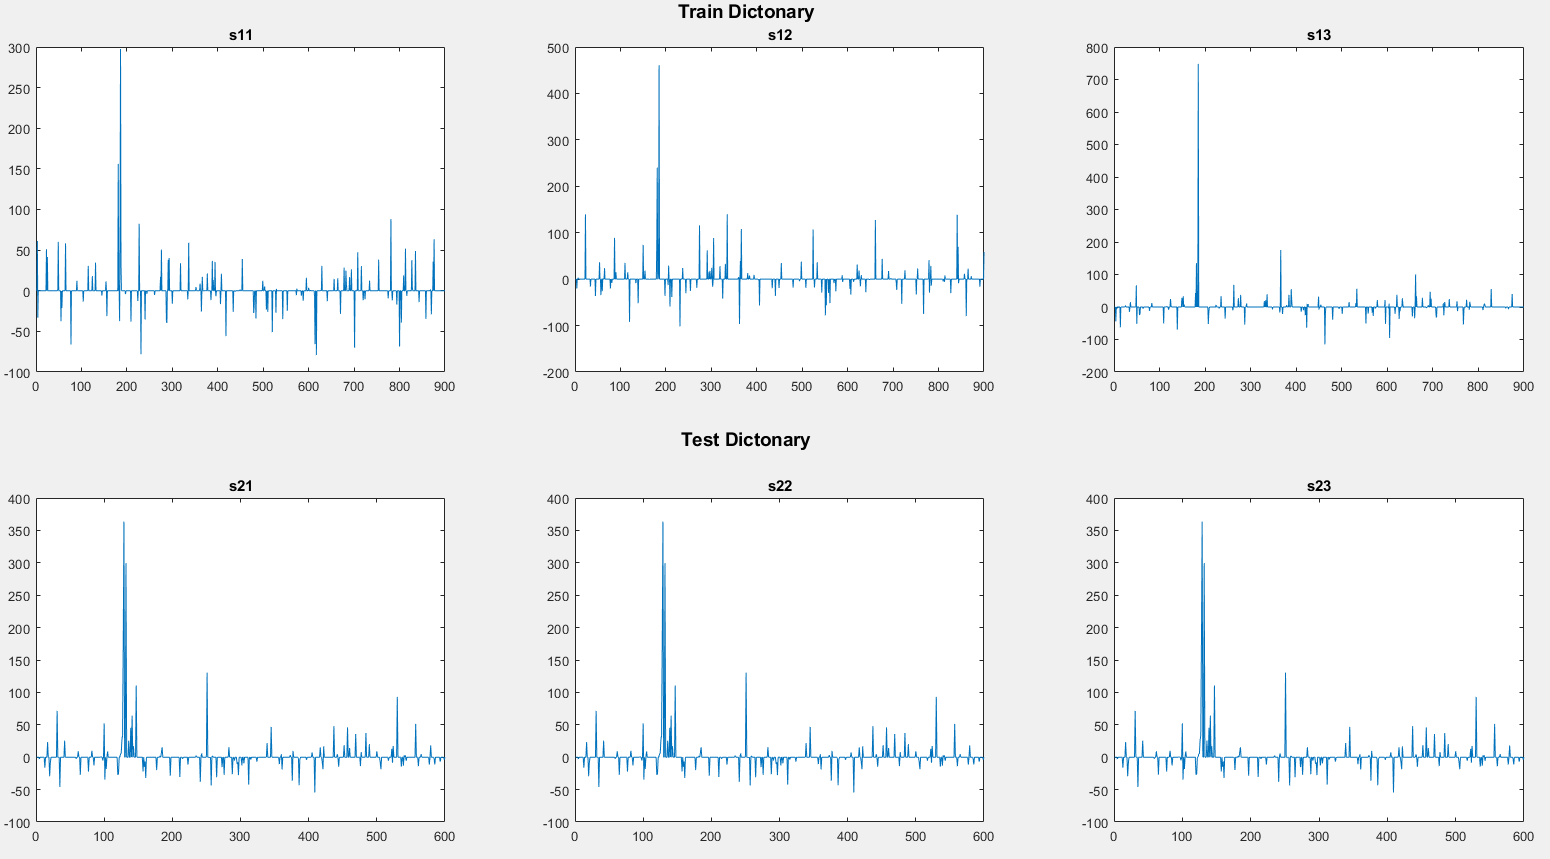 Train Dictonary
s11 s12 s13
300 500 800
250 400 700
200 300 600
150 200 500
100 100 400
50 0 300
0 -100 200
-50 -200 100
-100 0
-100
-200
0 100 200 300 400 500 600 700 800 900
0 100 200 300 400 500 600 700 800 900
0 100 200 300 400 500 600 700 800 900
Test Dictonary
s21 s22 s23
400 400 400
350 350 350
300 300 300
250 250 250
200 200 200
150 150 150
100 100 100
50 50 50
0 0 0
-50 -50 -50
-100 -100 -100
0 100 200 300 400 500 600
0 100 200 300 400 500 600
0 100 200 300 400 500 600